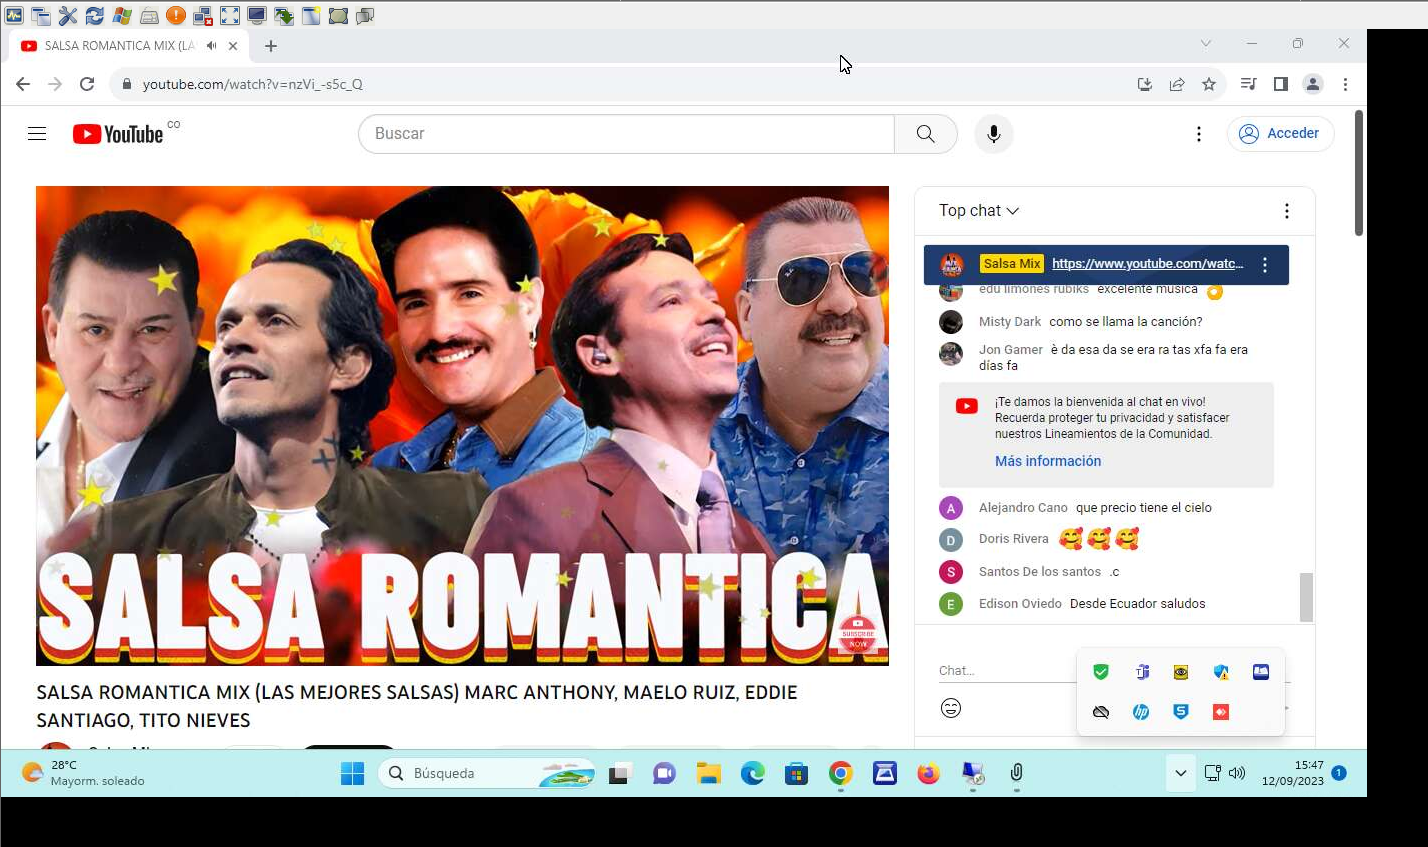 SALSA ROMANTICA MIX (LA
youtube.com/watch?v=nzVi_-s5c_Q
YouTube CO
Buscar
Acceder
SALSA ROMANTICA
SUBSCRIBE
NOW
SALSA ROMANTICA MIX (LAS MEJORES SALSAS) MARC ANTHONY, MAELO RUIZ, EDDIE
SANTIAGO, TITO NIEVES
Top chat
Salsa Mix https://www.youtube.com/watc...
edu limones rubiks excelente musica
Misty Dark como se llama la canción?
Jon Gamer è da esa da se era ra tas xfa fa era
días fa
¡Te damos la bienvenida al chat en vivo!
Recuerda proteger tu privacidad y satisfacer
nuestros Lineamientos de la Comunidad.
Más información
A Alejandro Cano que precio tiene el cielo
D Doris Rivera
S Santos De los santos .c
E Edison Oviedo Desde Ecuador saludos
Chat...
28°C
Mayorm. soleado
Búsqueda
15:47
12/09/2023
1